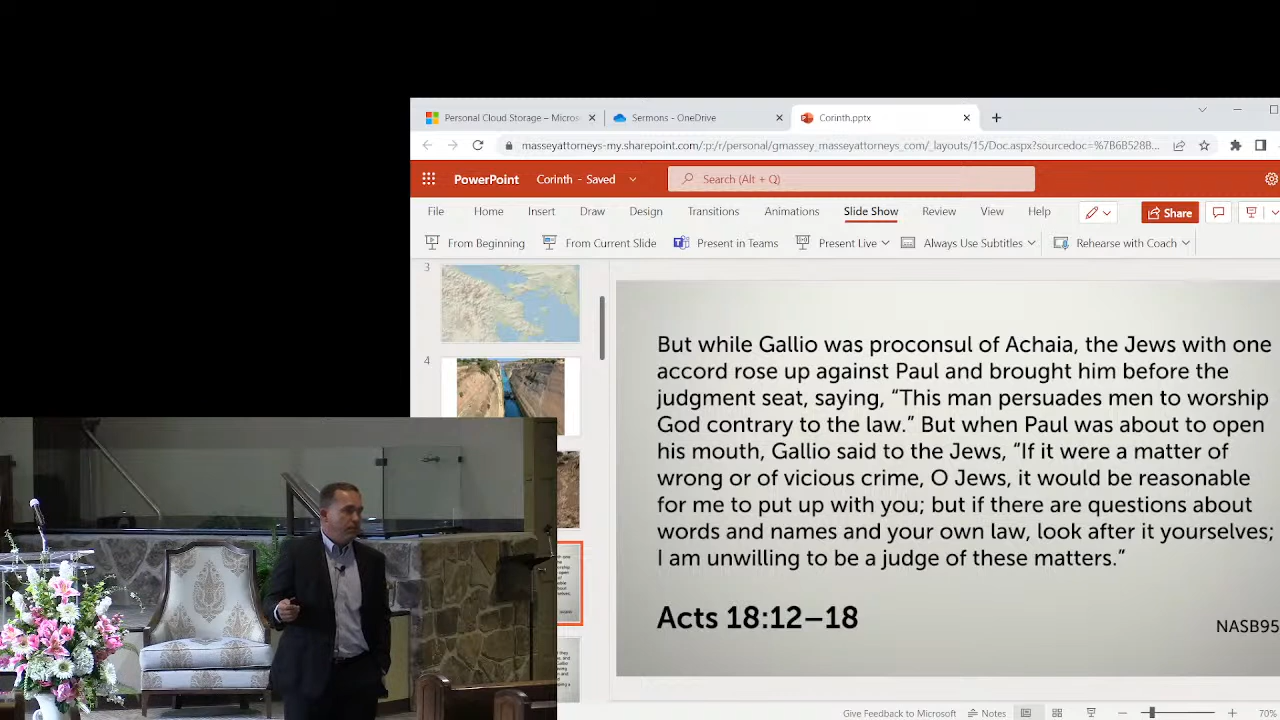 Personal Cloud Storage – Micros
Sermons - OneDrive
Corinth.pptx
masseyattorneys-my.sharepoint.com/:p:/r/personal/gmassey_masseyattorneys_com/_layouts/15/Doc.aspx?sourcedoc=%7B6B528B...
PowerPoint
Corinth - Saved
Search (Alt + Q)
File Home Insert Draw Design Transitions Animations Slide Show Review View Help
Share
From Beginning From Current Slide Present in Teams Present Live Always Use Subtitles Rehearse with Coach
3
4
But while Gallio was proconsul of Achaia, the Jews with one
accord rose up against Paul and brought him before the
judgment seat, saying, “This man persuades men to worship
God contrary to the law.” But when Paul was about to open
his mouth, Gallio said to the Jews, “If it were a matter of
wrong or of vicious crime, O Jews, it would be reasonable
for me to put up with you; but if there are questions about
words and names and your own law, look after it yourselves;
I am unwilling to be a judge of these matters.”
Acts 18:12–18
NASB95
Give Feedback to Microsoft Notes 70%